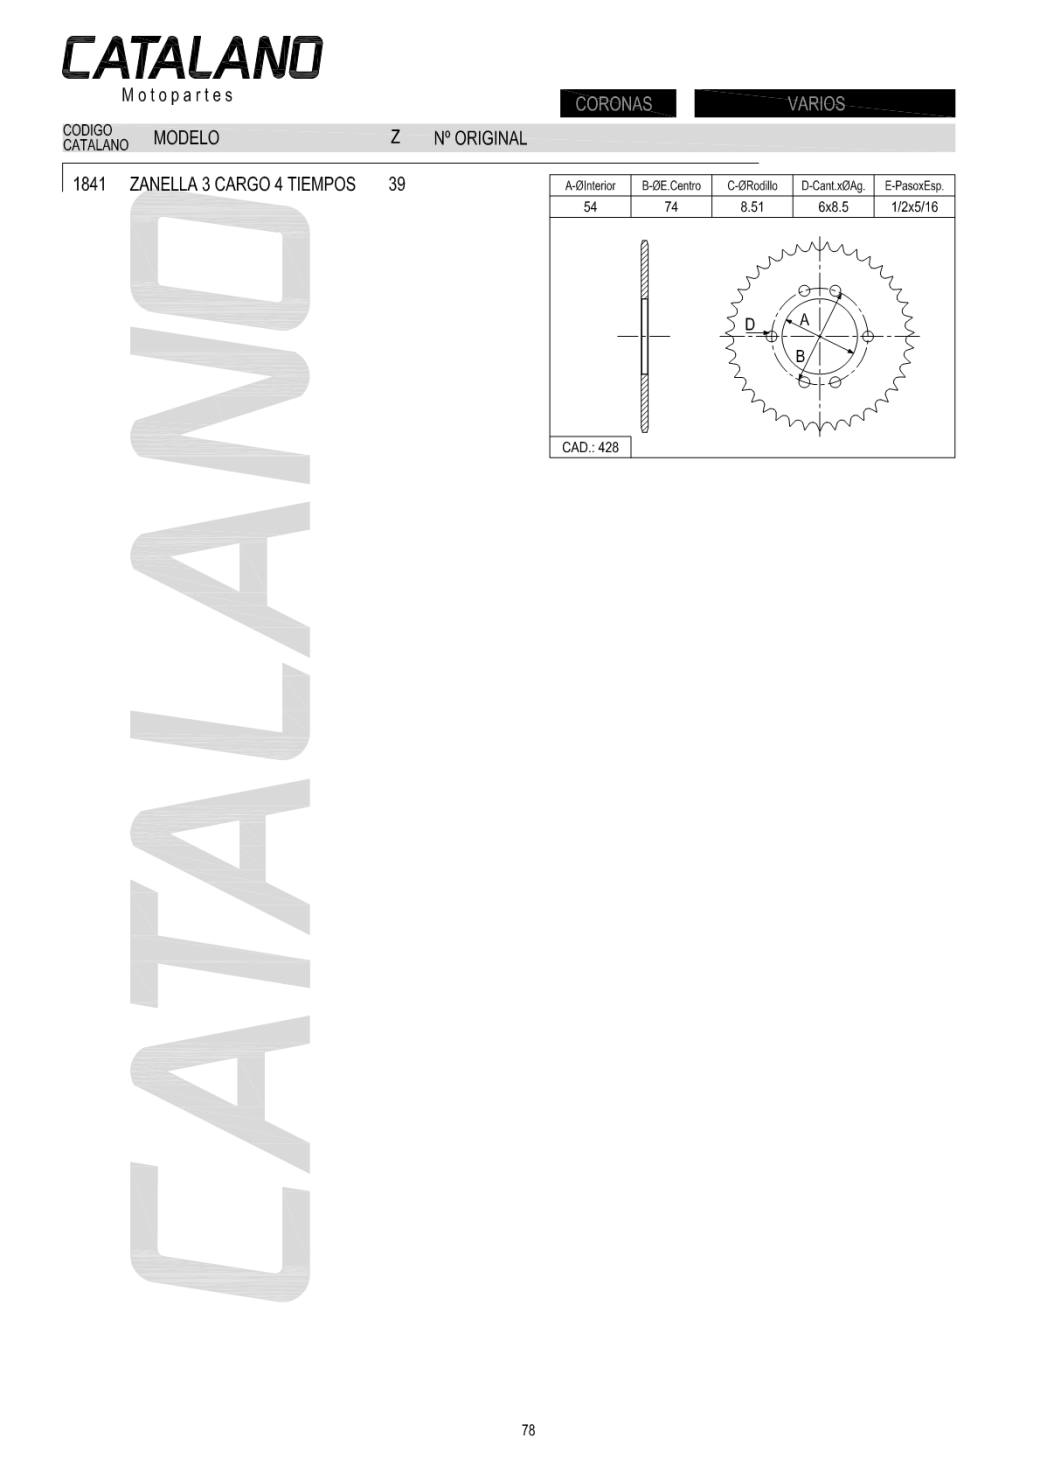 CATALANO
Motopartes
CORONAS VARIOS
CODIGO CATALANO MODELO Z Nº ORIGINAL
1841 ZANELLA 3 CARGO 4 TIEMPOS 39
A-ØInterior B-ØE.Centro C-ØRodillo D-Cant.xØAg. E-PasoxEsp.
54 74 8.51 6x8.5 1/2x5/16
D A
B
CAD.: 428
CATALANO
78